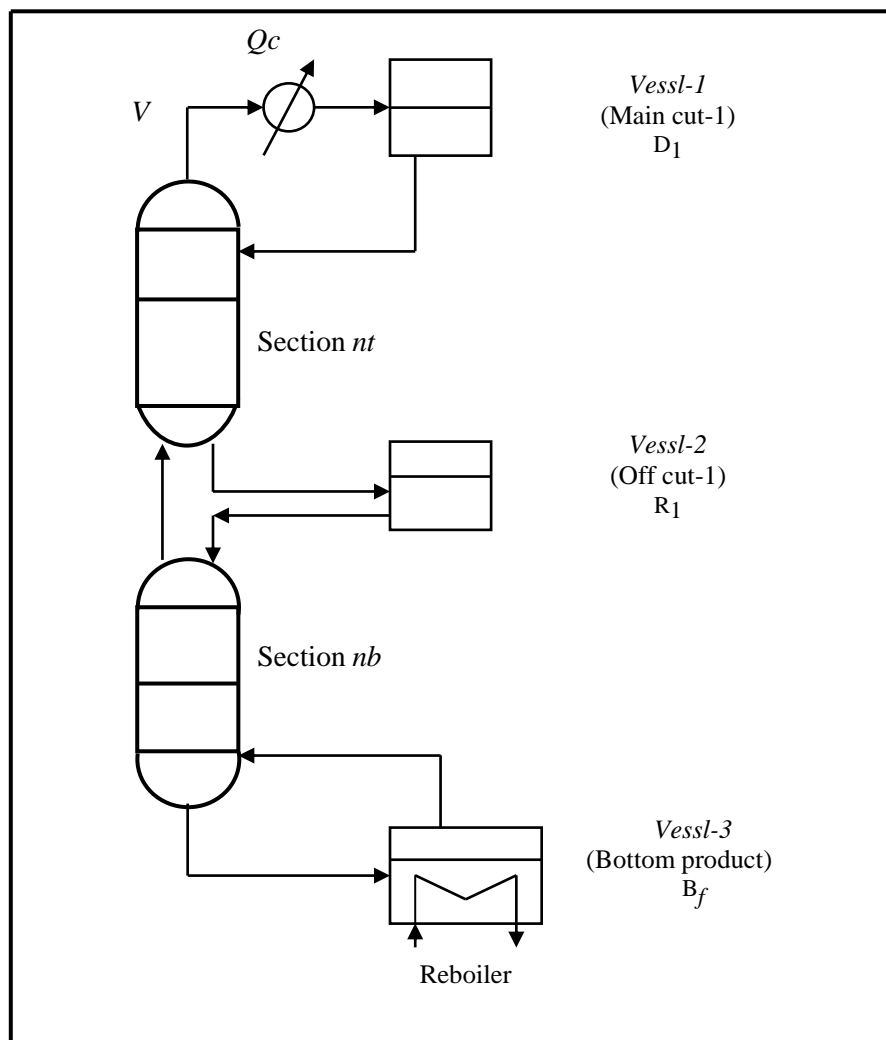 Qc
V
Vessl-1
(Main cut-1)
D1
Section nt
Vessl-2
(Off cut-1)
R1
Section nb
Vessl-3
(Bottom product)
Bf
Reboiler